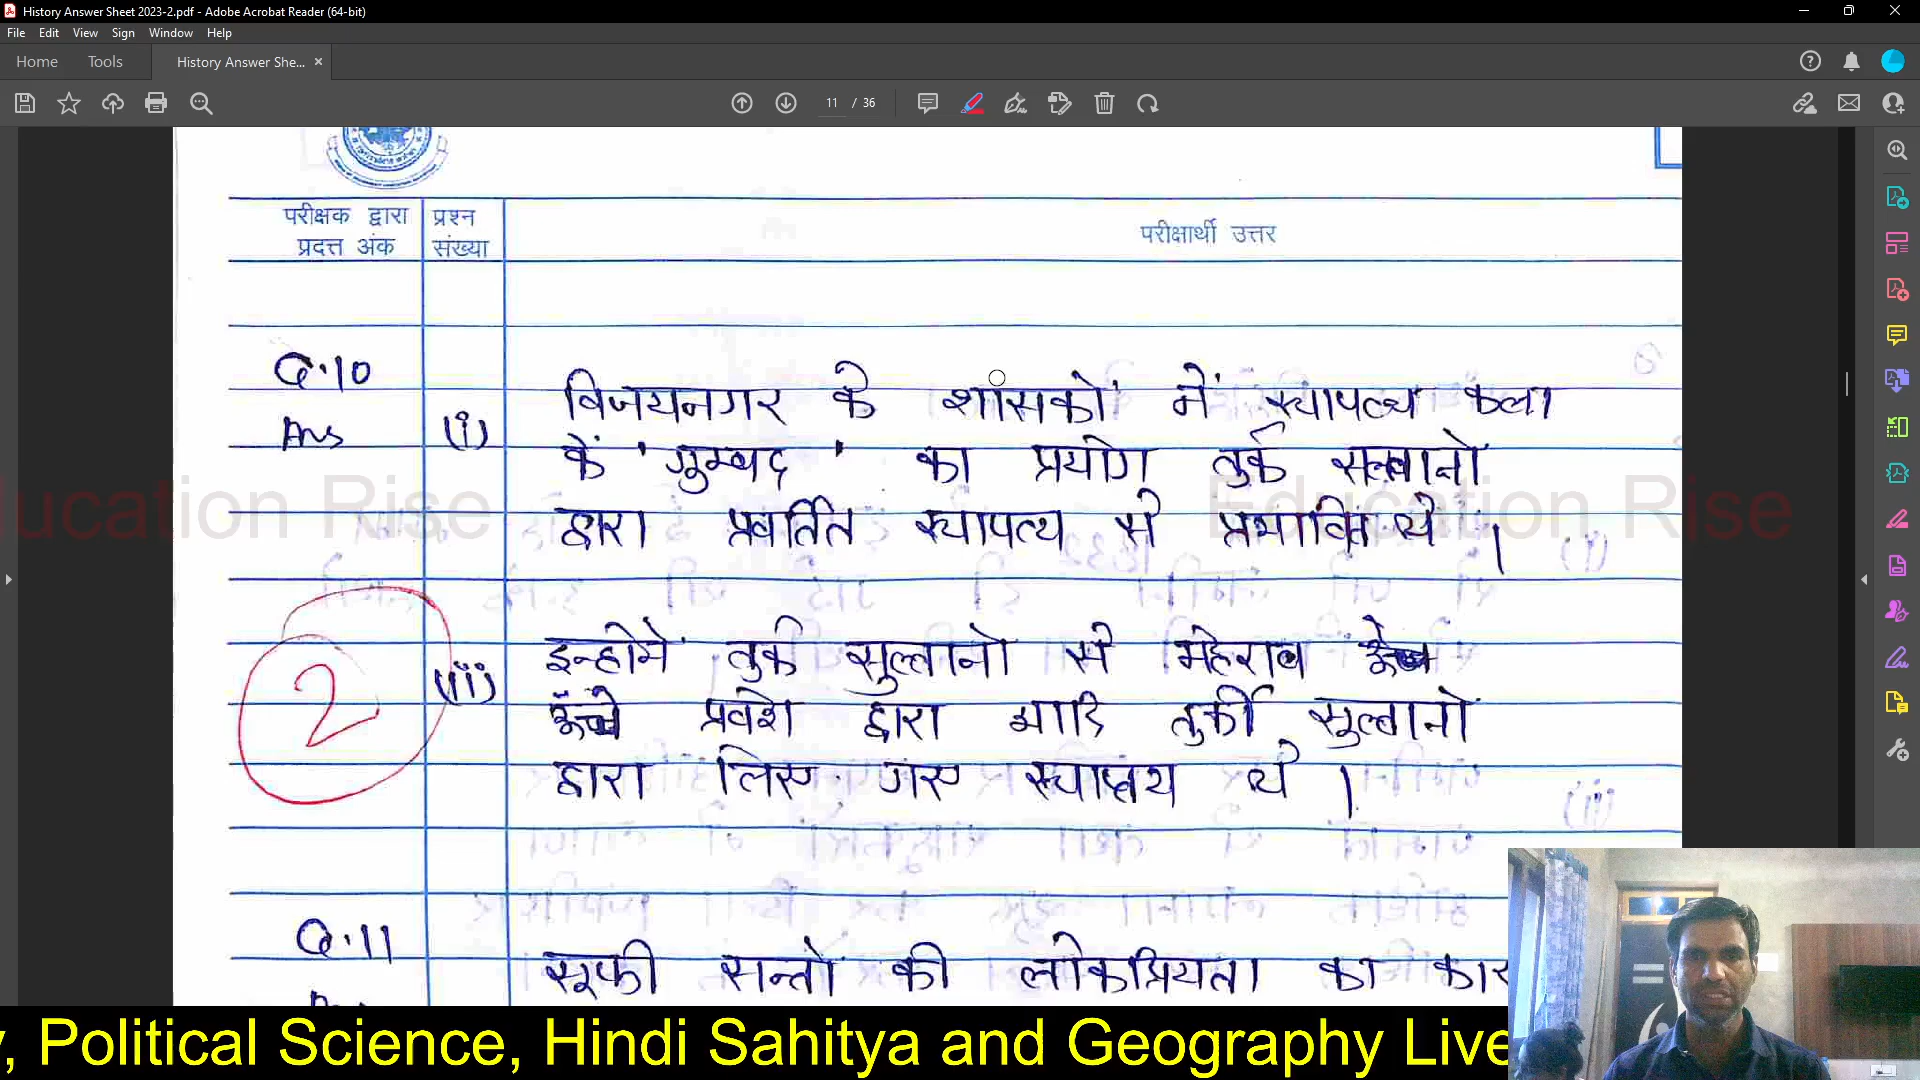 History Answer Sheet 2023-2.pdf - Adobe Acrobat Reader (64-bit)
File Edit View Sign Window Help
Home Tools History Answer She... ×
11 / 36
परीक्षक द्वारा प्रदत्त अंक
प्रश्न संख्या
परीक्षार्थी उत्तर
Q.10
Ans (i) विजयनगर के शासकों में स्थापत्य कला
कें 'गुम्बद' का प्रयोग तुर्क सल्तानो
द्वारा प्रवर्तित स्थापत्य से प्रभावित थे ।
2
(ii) इन्होमे तुर्क सुल्तानो से मेहराब
प्रवेश द्वारा आदि तुर्की सुल्तानो
द्वारा लिए गए स्थापत्य थे ।
Q.11 सूफी सन्तो की लोकप्रियता का
ducation Rise
Education Rise
, Political Science, Hindi Sahitya and Geography Live